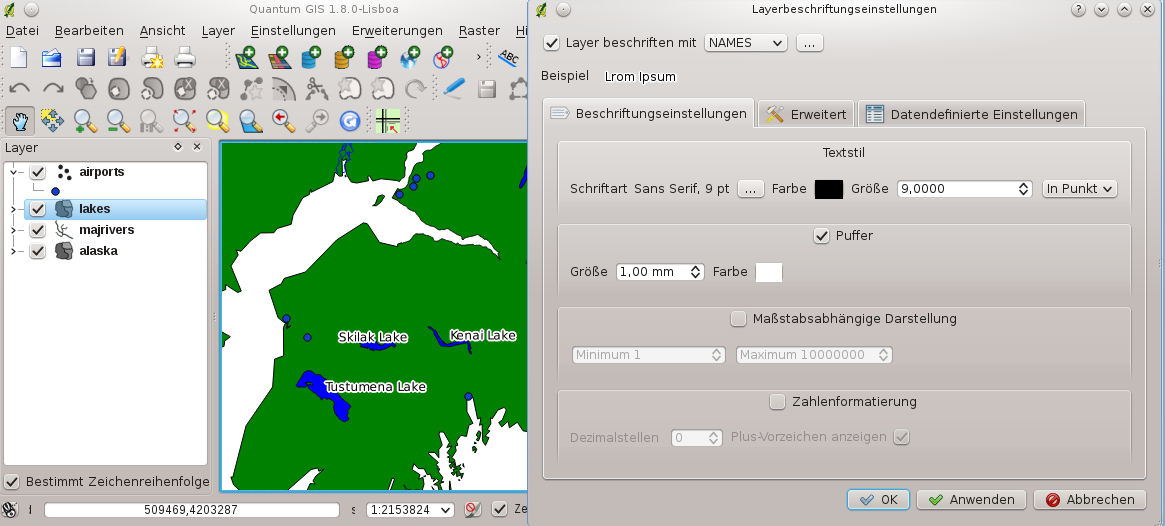 Quantum GIS 1.8.0-Lisboa
Datei Bearbeiten Ansicht Layer Einstellungen Erweiterungen Raster
ABC
Layer
airports
lakes
majrivers
alaska
Bestimmt Zeichenreihenfolge
Skilak Lake
Kenai Lake
Tustumena Lake
509469,4203287
1:2153824
Layerbeschriftungseinstellungen
Layer beschriften mit NAMES ...
Beispiel Lrom Ipsum
Beschriftungseinstellungen Erweitert Datendefinierte Einstellungen
Textstil
Schriftart Sans Serif, 9 pt ... Farbe Größe 9,0000 In Punkt
Puffer
Größe 1,00 mm Farbe
Maßstabsabhängige Darstellung
Minimum 1 Maximum 10000000
Zahlenformatierung
Dezimalstellen 0 Plus-Vorzeichen anzeigen
OK Anwenden Abbrechen